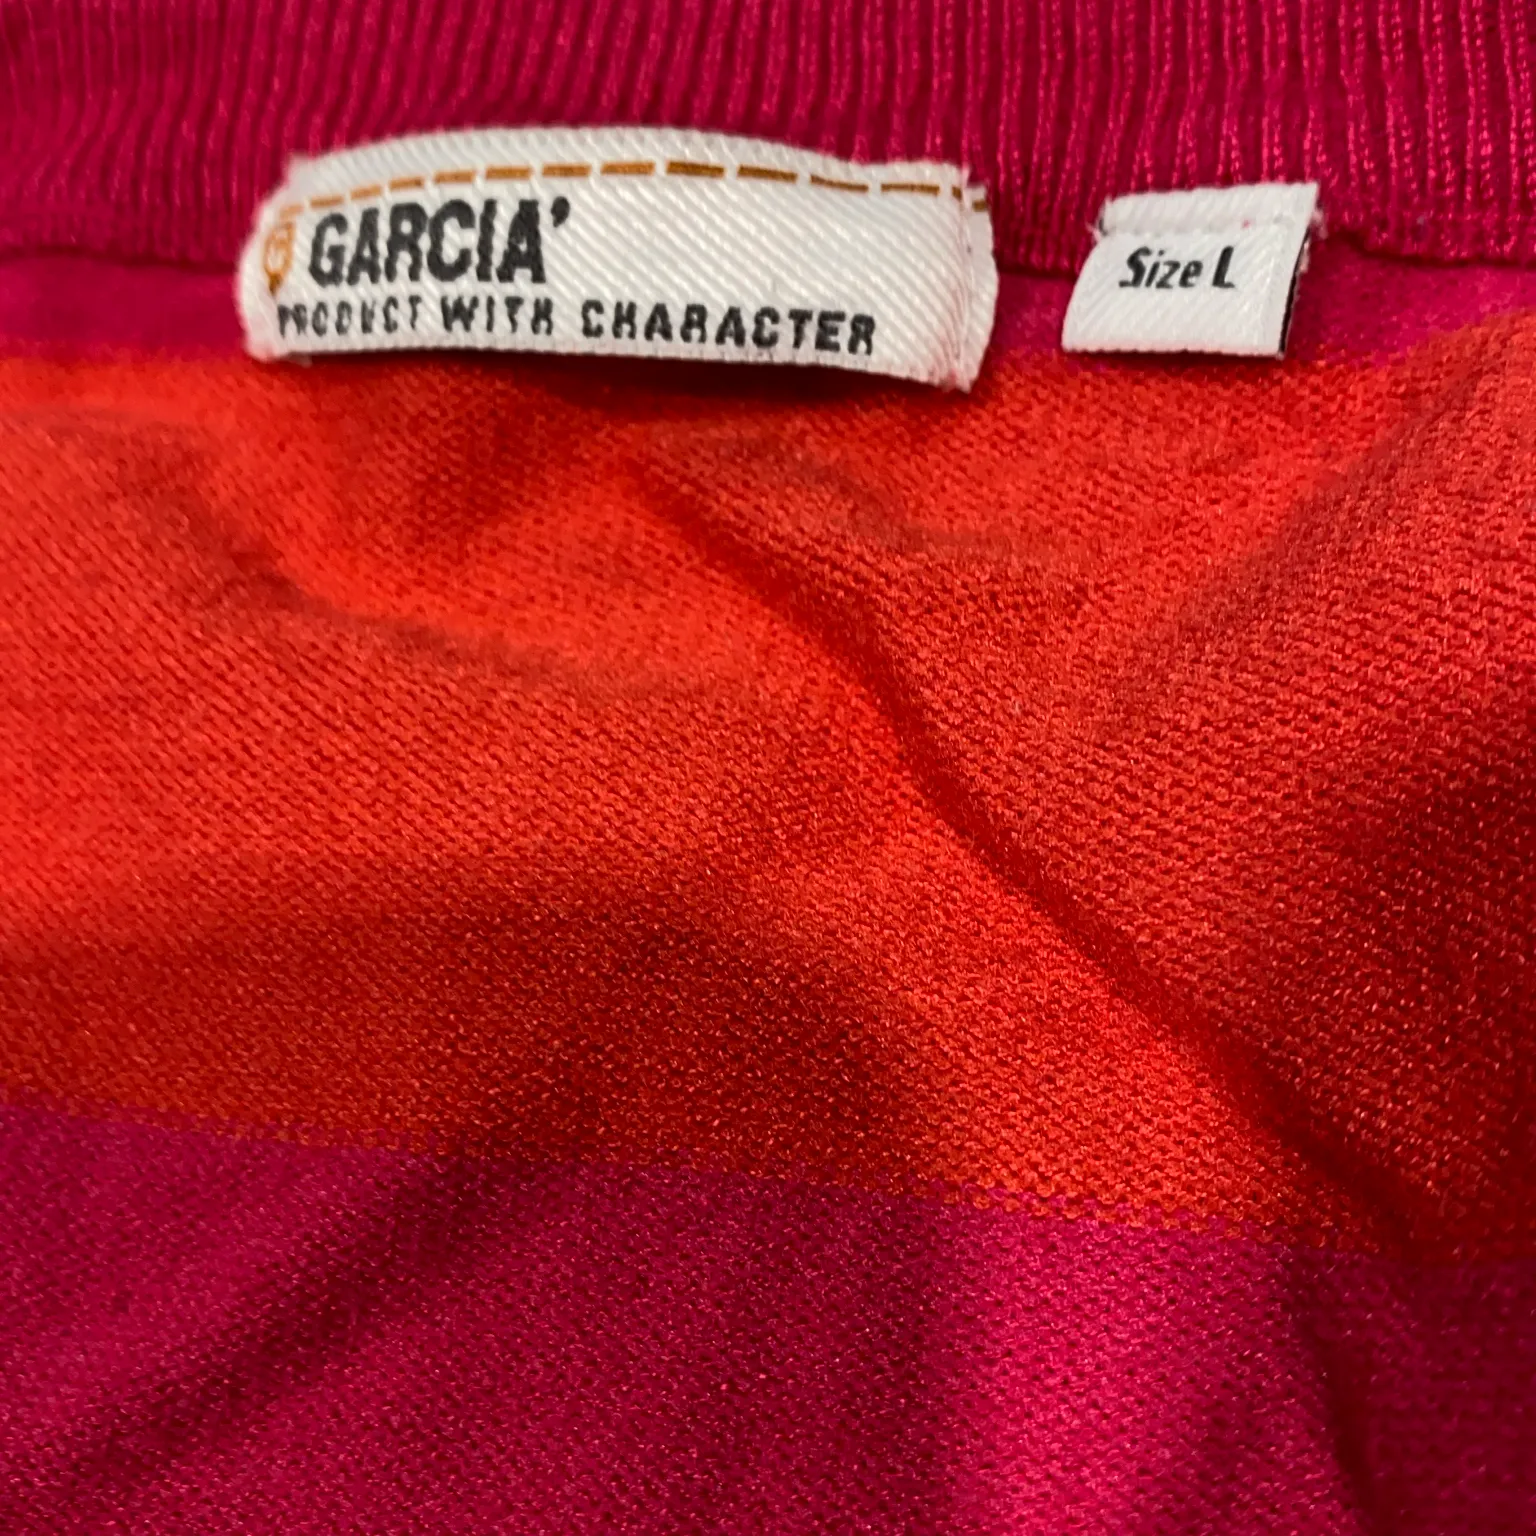 GARCIA'
PRODUCT WITH CHARACTER
Size L